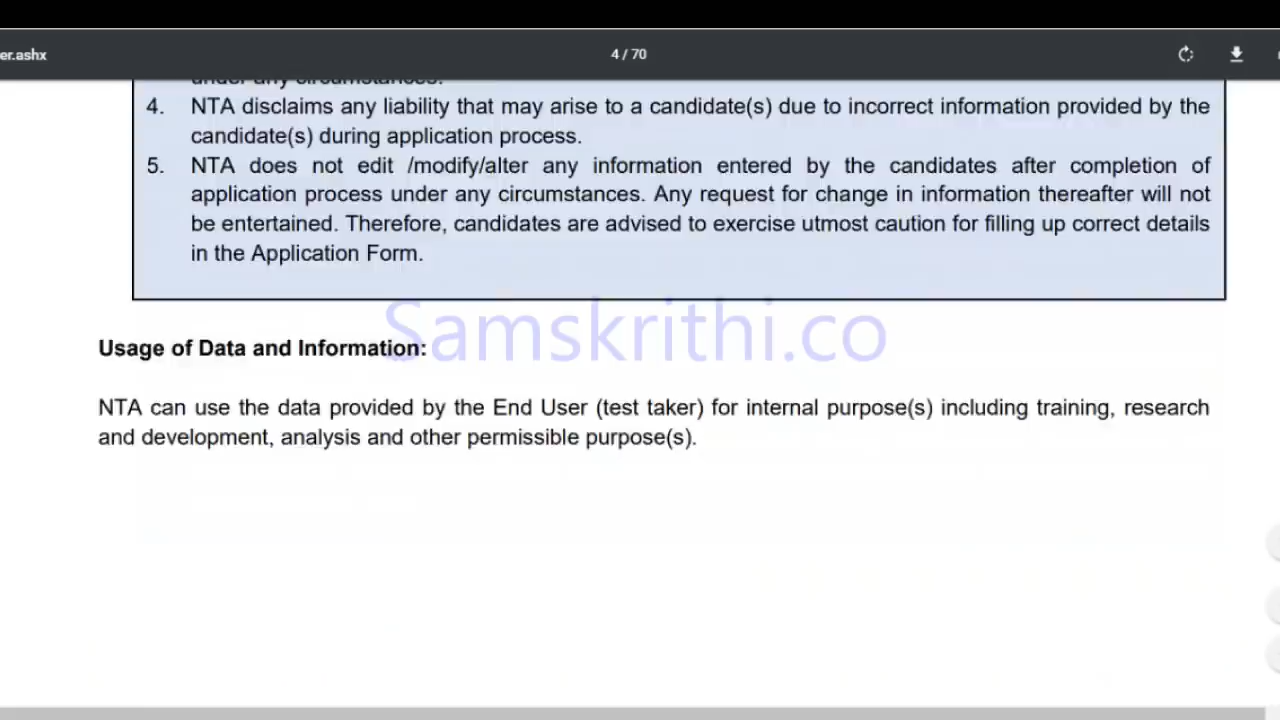 er.ashx
4 / 70
under any circumstances.
4. NTA disclaims any liability that may arise to a candidate(s) due to incorrect information provided by the
candidate(s) during application process.
5. NTA does not edit /modify/alter any information entered by the candidates after completion of
application process under any circumstances. Any request for change in information thereafter will not
be entertained. Therefore, candidates are advised to exercise utmost caution for filling up correct details
in the Application Form.
Samskrithi.co
Usage of Data and Information:
NTA can use the data provided by the End User (test taker) for internal purpose(s) including training, research
and development, analysis and other permissible purpose(s).